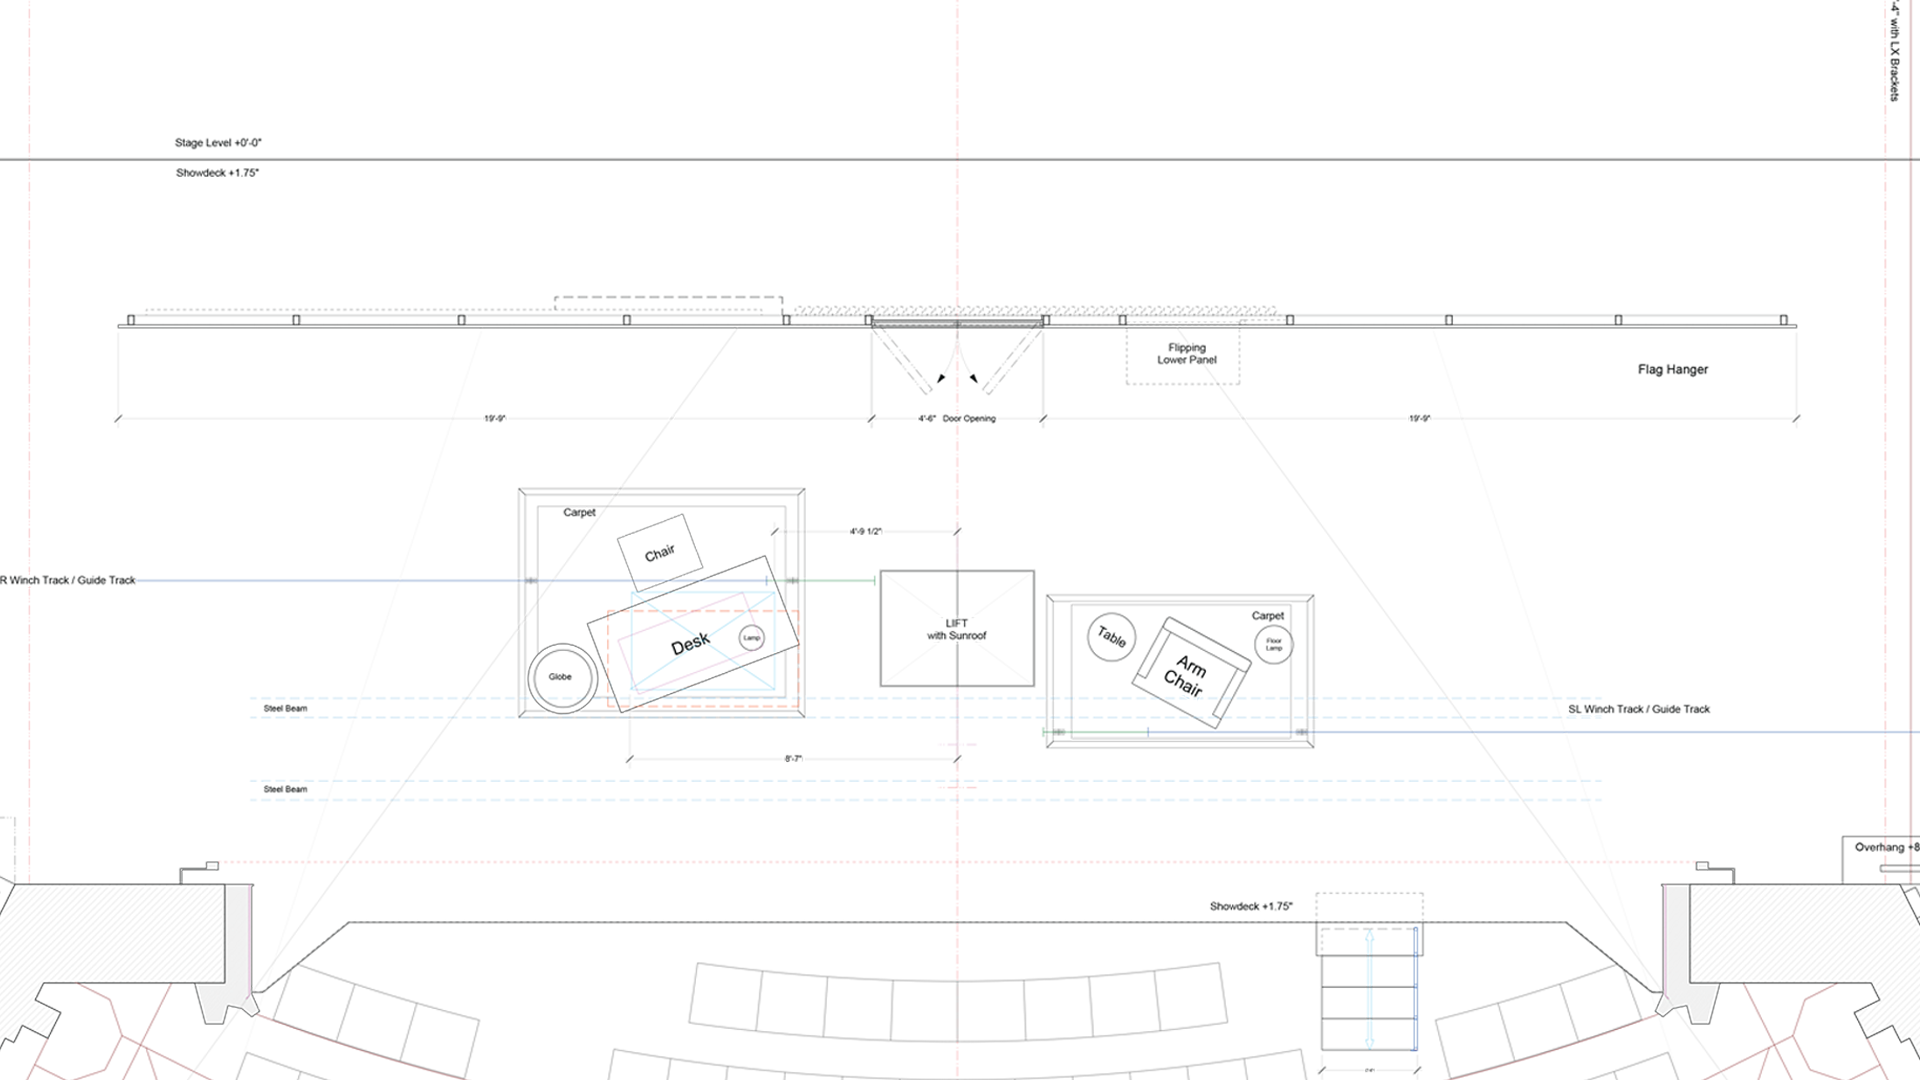 '-4" with LX Brackets
Stage Level +0'-0"
Showdeck +1.75"
Flipping
Lower Panel
Flag Hanger
19'-9"
4'-6" Door Opening
19'-9"
Carpet
4'-9 1/2"
Chair
R Winch Track / Guide Track
Desk
Lamp
Globe
LIFT
with Sunroof
Carpet
Table
Floor
Lamp
Arm
Chair
Steel Beam
SL Winch Track / Guide Track
8'-7"
Steel Beam
Overhang +8
Showdeck +1.75"